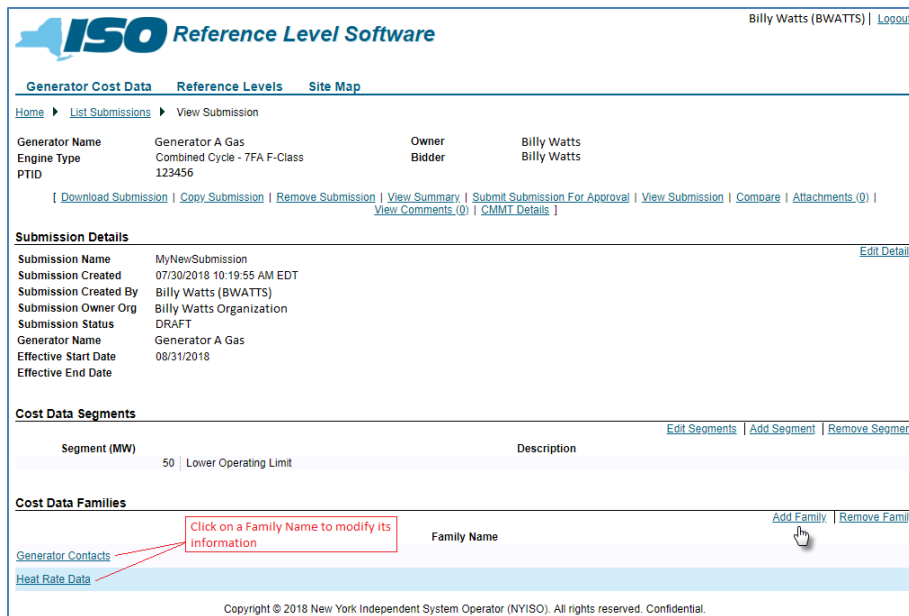 Billy Watts (BWATTS) | Logout
ISO Reference Level Software
Generator Cost Data Reference Levels Site Map
Home List Submissions View Submission
Generator Name Generator A Gas Owner Billy Watts
Engine Type Combined Cycle - 7FA F-Class Bidder Billy Watts
PTID 123456
[ Download Submission | Copy Submission | Remove Submission | View Summary | Submit Submission For Approval | View Submission | Compare | Attachments (0) |
View Comments (0) | CMMT Details ]
Submission Details
Edit Detail
Submission Name MyNewSubmission
Submission Created 07/30/2018 10:19:55 AM EDT
Submission Created By Billy Watts (BWATTS)
Submission Owner Org Billy Watts Organization
Submission Status DRAFT
Generator Name Generator A Gas
Effective Start Date 08/31/2018
Effective End Date
Cost Data Segments
Edit Segments | Add Segment | Remove Segmen
Segment (MW) Description
50 Lower Operating Limit
Cost Data Families
Add Family | Remove Famil
Click on a Family Name to modify its
information
Family Name
Generator Contacts
Heat Rate Data
Copyright © 2018 New York Independent System Operator (NYISO). All rights reserved. Confidential.